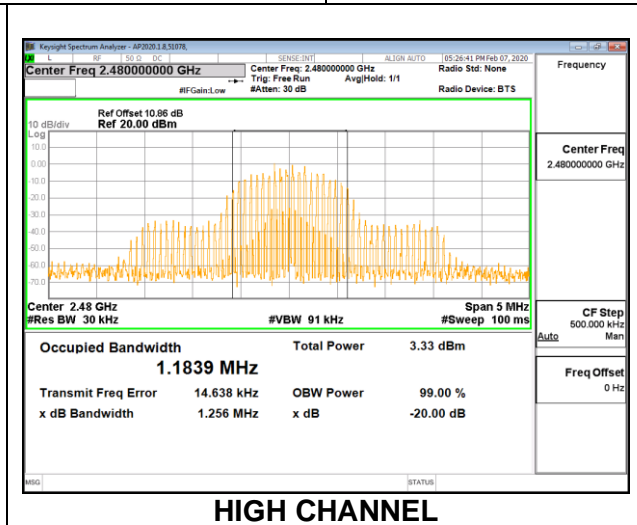 Keysight Spectrum Analyzer - AP2020.1.8,51078,
L RF 50 Ω DC SENSE:INT ALIGN AUTO 05:26:41 PM Feb 07, 2020
Center Freq 2.480000000 GHz
Center Freq: 2.480000000 GHz
Radio Std: None
Trig: Free Run Avg|Hold: 1/1
#IFGain:Low #Atten: 30 dB Radio Device: BTS
Frequency
Ref Offset 10.86 dB
10 dB/div Ref 20.00 dBm
Log
10.0
0.00
-10.0
-20.0
-30.0
-40.0
-50.0
-60.0
-70.0
Center 2.48 GHz Span 5 MHz
#Res BW 30 kHz #VBW 91 kHz #Sweep 100 ms
Occupied Bandwidth Total Power 3.33 dBm
1.1839 MHz
Transmit Freq Error 14.638 kHz OBW Power 99.00 %
x dB Bandwidth 1.256 MHz x dB -20.00 dB
Center Freq
2.480000000 GHz
CF Step
500.000 kHz
Auto Man
Freq Offset
0 Hz
MSG STATUS
HIGH CHANNEL